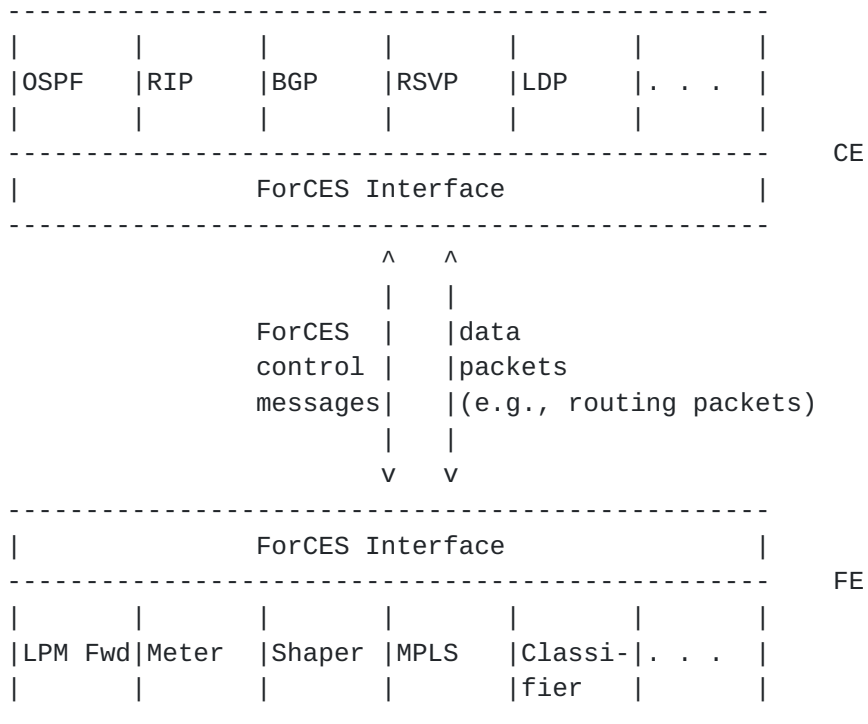 -------------------------------------------------
|       |       |       |       |       |       |
|OSPF   |RIP    |BGP    |RSVP   |LDP    |. . .  |
|       |       |       |       |       |       |
-------------------------------------------------    CE
|               ForCES Interface                |
-------------------------------------------------
                        ^   ^
                        |   |
                ForCES  |   |data
                control |   |packets
                messages|   |(e.g., routing packets)
                        |   |
                        v   v
-------------------------------------------------
|               ForCES Interface                |
-------------------------------------------------    FE
|       |       |       |       |       |       |
|LPM Fwd|Meter  |Shaper |MPLS   |Classi-|. . .  |
|       |       |       |       |fier   |       |